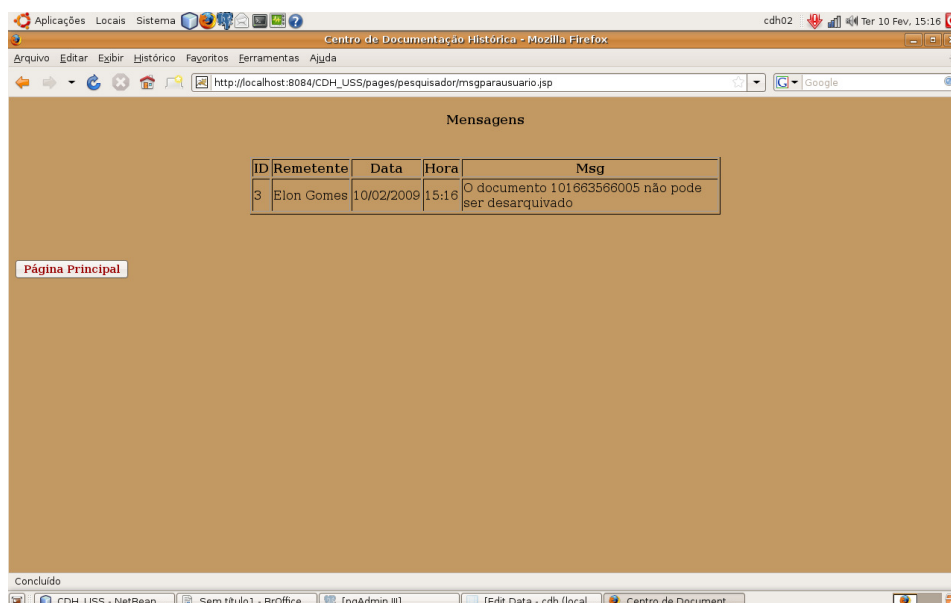 Aplicações Locais Sistema cdh02 Ter 10 Fev, 15:16
Centro de Documentação Histórica - Mozilla Firefox
Arquivo Editar Exibir Histórico Favoritos Ferramentas Ajuda
http://localhost:8084/CDH_USS/pages/pesquisador/msgparausuario.jsp Google
Mensagens
ID Remetente Data Hora Msg
3 Elon Gomes 10/02/2009 15:16 O documento 101663566005 não pode
ser desarquivado
Página Principal
Concluído
CDH_USS - NetBean... Sem título1 - BrOffice... [pgAdmin III] [Edit Data - cdh (local... Centro de Document...